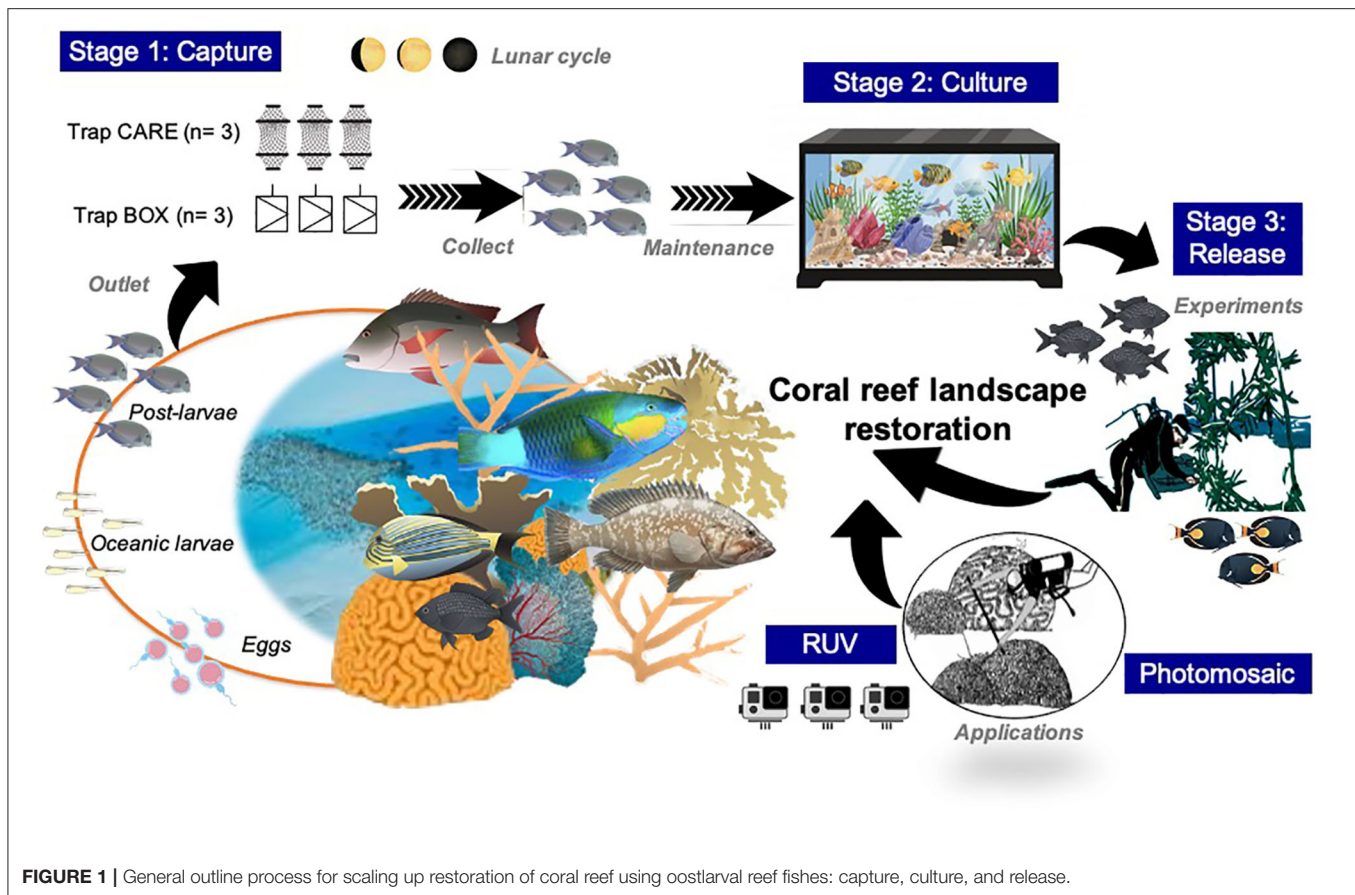 Stage 1: Capture
Lunar cycle
Trap CARE (n= 3)
Trap BOX (n= 3)
Collect
Maintenance
Stage 2: Culture
Stage 3:
Release
Experiments
Outlet
Post-larvae
Oceanic larvae
Eggs
Coral reef landscape
restoration
RUV
Photomosaic
Applications
FIGURE 1 | General outline process for scaling up restoration of coral reef using oostlarval reef fishes: capture, culture, and release.